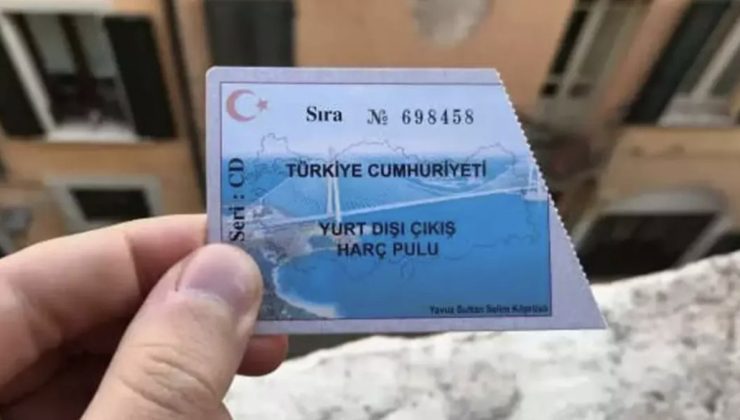 Sıra № 698458
Seri : CD
TÜRKİYE CUMHURİYETİ
YURT DIŞI ÇIKIŞ
HARÇ PULU
Yavuz Sultan Selim Köprüsü